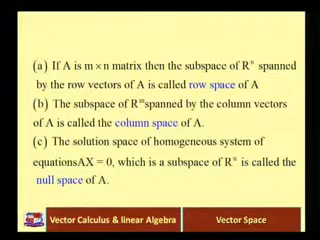 (a) If A is m × n matrix then the subspace of Rⁿ spanned
by the row vectors of A is called row space of A
(b) The subspace of Rᵐspanned by the column vectors
of A is called the column space of A.
(c) The solution space of homogeneous system of
equationsAX = 0, which is a subspace of Rⁿ is called the
null space of A.
Vector Calculus & linear Algebra
Vector Space